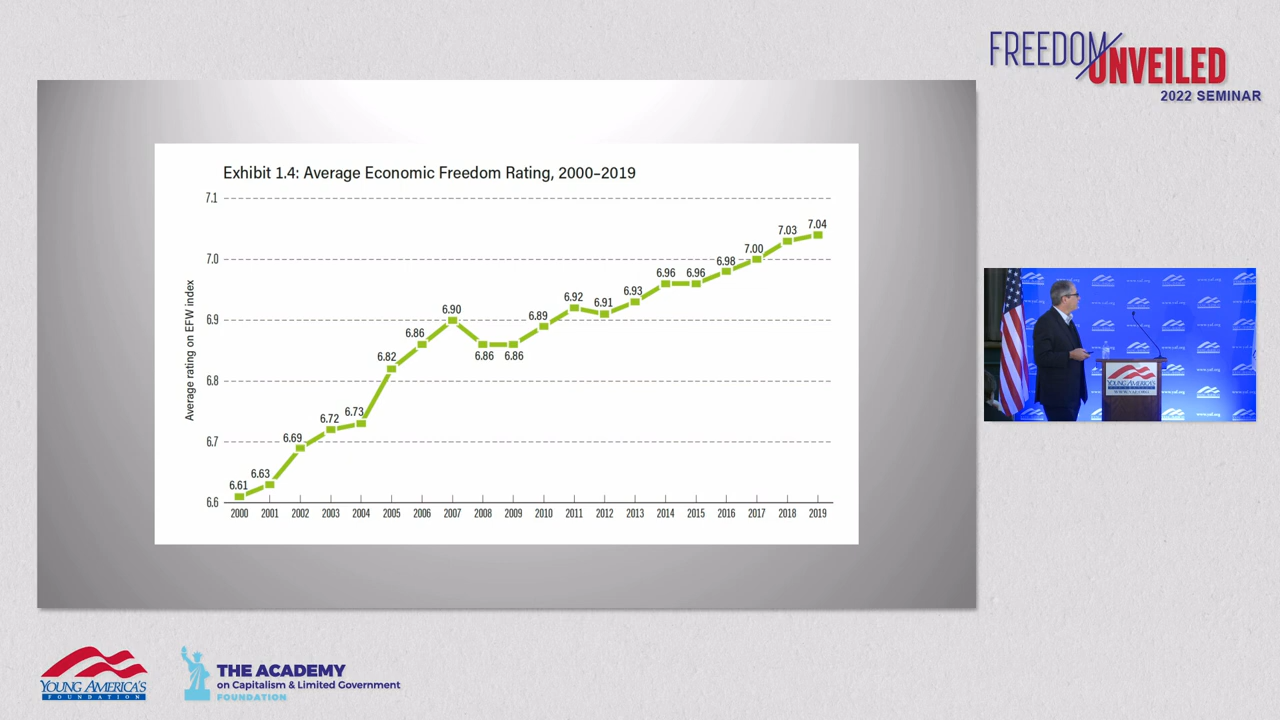 FREEDOM
UNVEILED
2022 SEMINAR
Exhibit 1.4: Average Economic Freedom Rating, 2000–2019
Average rating on EFW index
7.1
7.0
6.9
6.8
6.7
6.6
6.61
6.63
6.69
6.72
6.73
6.82
6.86
6.90
6.86
6.86
6.89
6.92
6.91
6.93
6.96
6.96
6.98
7.00
7.03
7.04
2000 2001 2002 2003 2004 2005 2006 2007 2008 2009 2010 2011 2012 2013 2014 2015 2016 2017 2018 2019
www.yaf.org
YOUNG AMERICA'S
YOUNG AMERICA'S
FOUNDATION
THE ACADEMY
on Capitalism & Limited Government
FOUNDATION